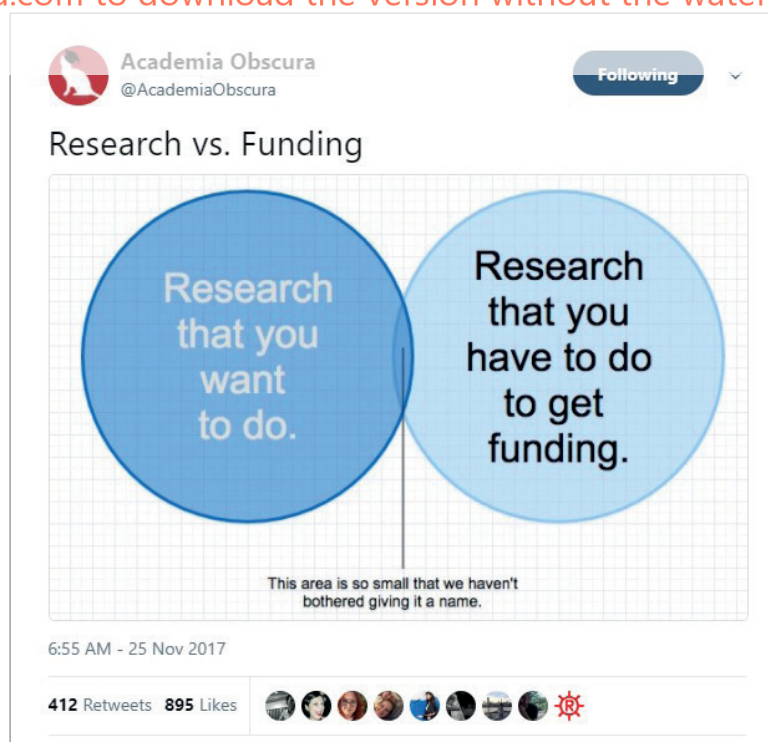 .com to download the version without the water
Academia Obscura
@AcademiaObscura
Following
Research vs. Funding
Research
that you
want
to do.
Research
that you
have to do
to get
funding.
This area is so small that we haven't
bothered giving it a name.
6:55 AM - 25 Nov 2017
412 Retweets 895 Likes
R